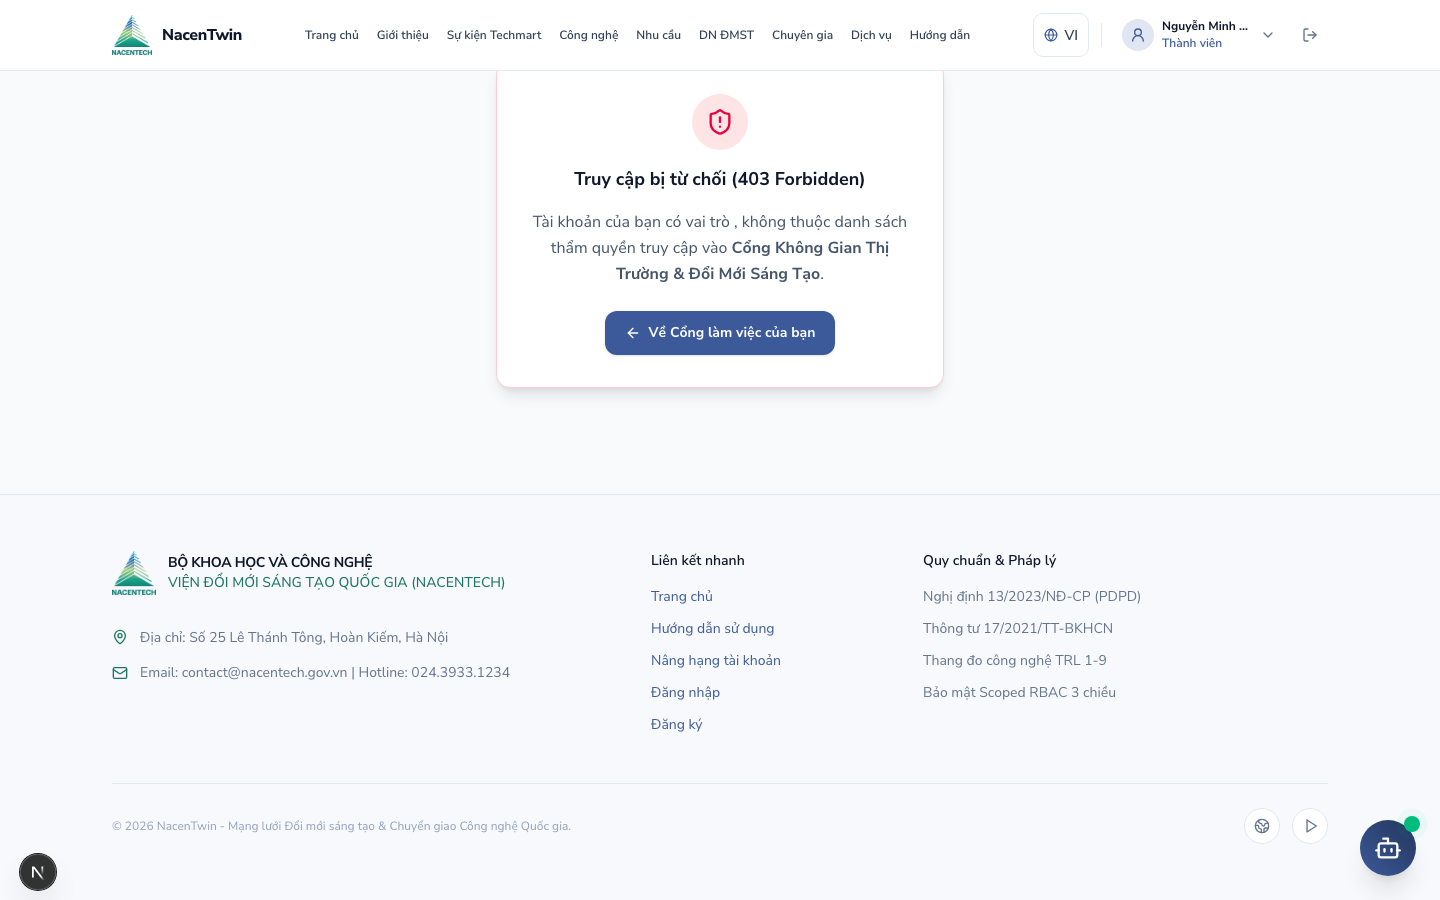 NACENTECH
NacenTwin
Trang chủ
Giới thiệu
Sự kiện Techmart
Công nghệ
Nhu cầu
DN ĐMST
Chuyên gia
Dịch vụ
Hướng dẫn
VI
Nguyễn Minh ...
Thành viên
Truy cập bị từ chối (403 Forbidden)
Tài khoản của bạn có vai trò , không thuộc danh sách
thẩm quyền truy cập vào Cổng Không Gian Thị
Trường & Đổi Mới Sáng Tạo.
Về Cổng làm việc của bạn
NACENTECH
BỘ KHOA HỌC VÀ CÔNG NGHỆ
VIỆN ĐỔI MỚI SÁNG TẠO QUỐC GIA (NACENTECH)
Địa chỉ: Số 25 Lê Thánh Tông, Hoàn Kiếm, Hà Nội
Email: contact@nacentech.gov.vn | Hotline: 024.3933.1234
Liên kết nhanh
Trang chủ
Hướng dẫn sử dụng
Nâng hạng tài khoản
Đăng nhập
Đăng ký
Quy chuẩn & Pháp lý
Nghị định 13/2023/NĐ-CP (PDPD)
Thông tư 17/2021/TT-BKHCN
Thang đo công nghệ TRL 1-9
Bảo mật Scoped RBAC 3 chiều
© 2026 NacenTwin - Mạng lưới Đổi mới sáng tạo & Chuyển giao Công nghệ Quốc gia.
N